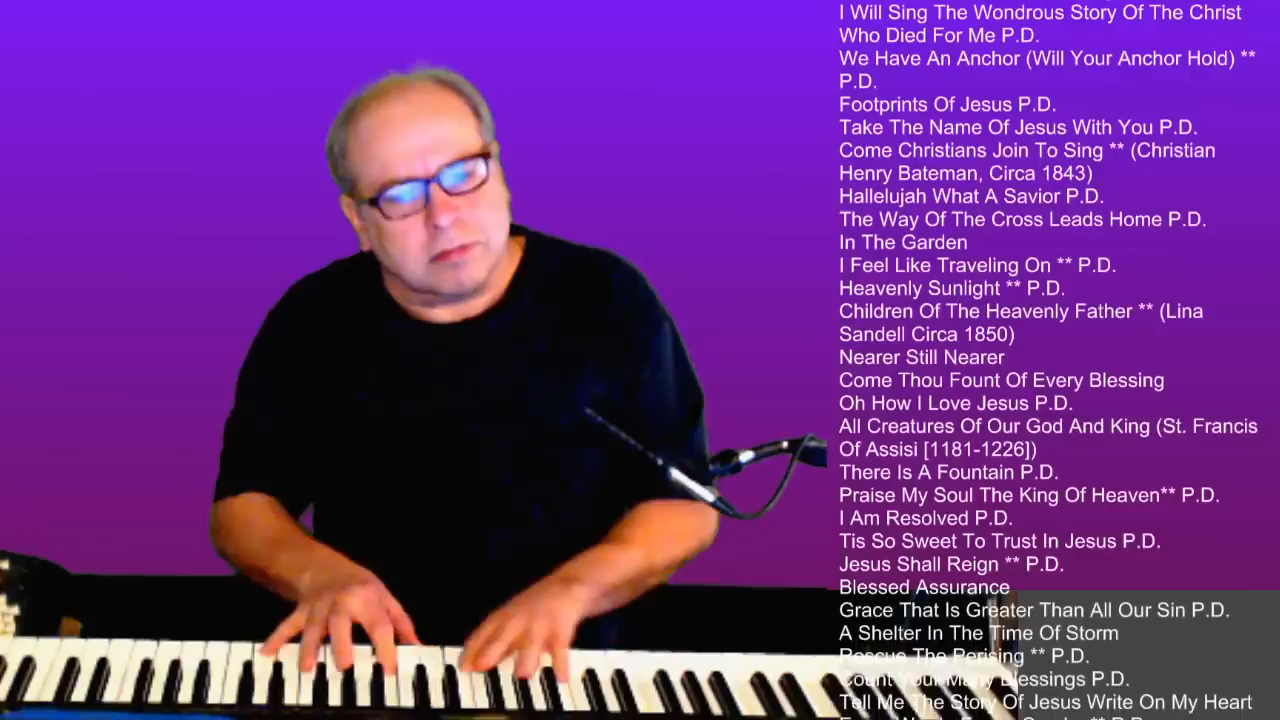 I Will Sing The Wondrous Story Of The Christ
Who Died For Me P.D.
We Have An Anchor (Will Your Anchor Hold) **
P.D.
Footprints Of Jesus P.D.
Take The Name Of Jesus With You P.D.
Come Christians Join To Sing ** (Christian
Henry Bateman, Circa 1843)
Hallelujah What A Savior P.D.
The Way Of The Cross Leads Home P.D.
In The Garden
I Feel Like Traveling On ** P.D.
Heavenly Sunlight ** P.D.
Children Of The Heavenly Father ** (Lina
Sandell Circa 1850)
Nearer Still Nearer
Come Thou Fount Of Every Blessing
Oh How I Love Jesus P.D.
All Creatures Of Our God And King (St. Francis
Of Assisi [1181-1226])
There Is A Fountain P.D.
Praise My Soul The King Of Heaven** P.D.
I Am Resolved P.D.
Tis So Sweet To Trust In Jesus P.D.
Jesus Shall Reign ** P.D.
Blessed Assurance
Grace That Is Greater Than All Our Sin P.D.
A Shelter In The Time Of Storm
Rescue The Perising ** P.D.
Count Your Many Blessings P.D.
Tell Me The Story Of Jesus Write On My Heart